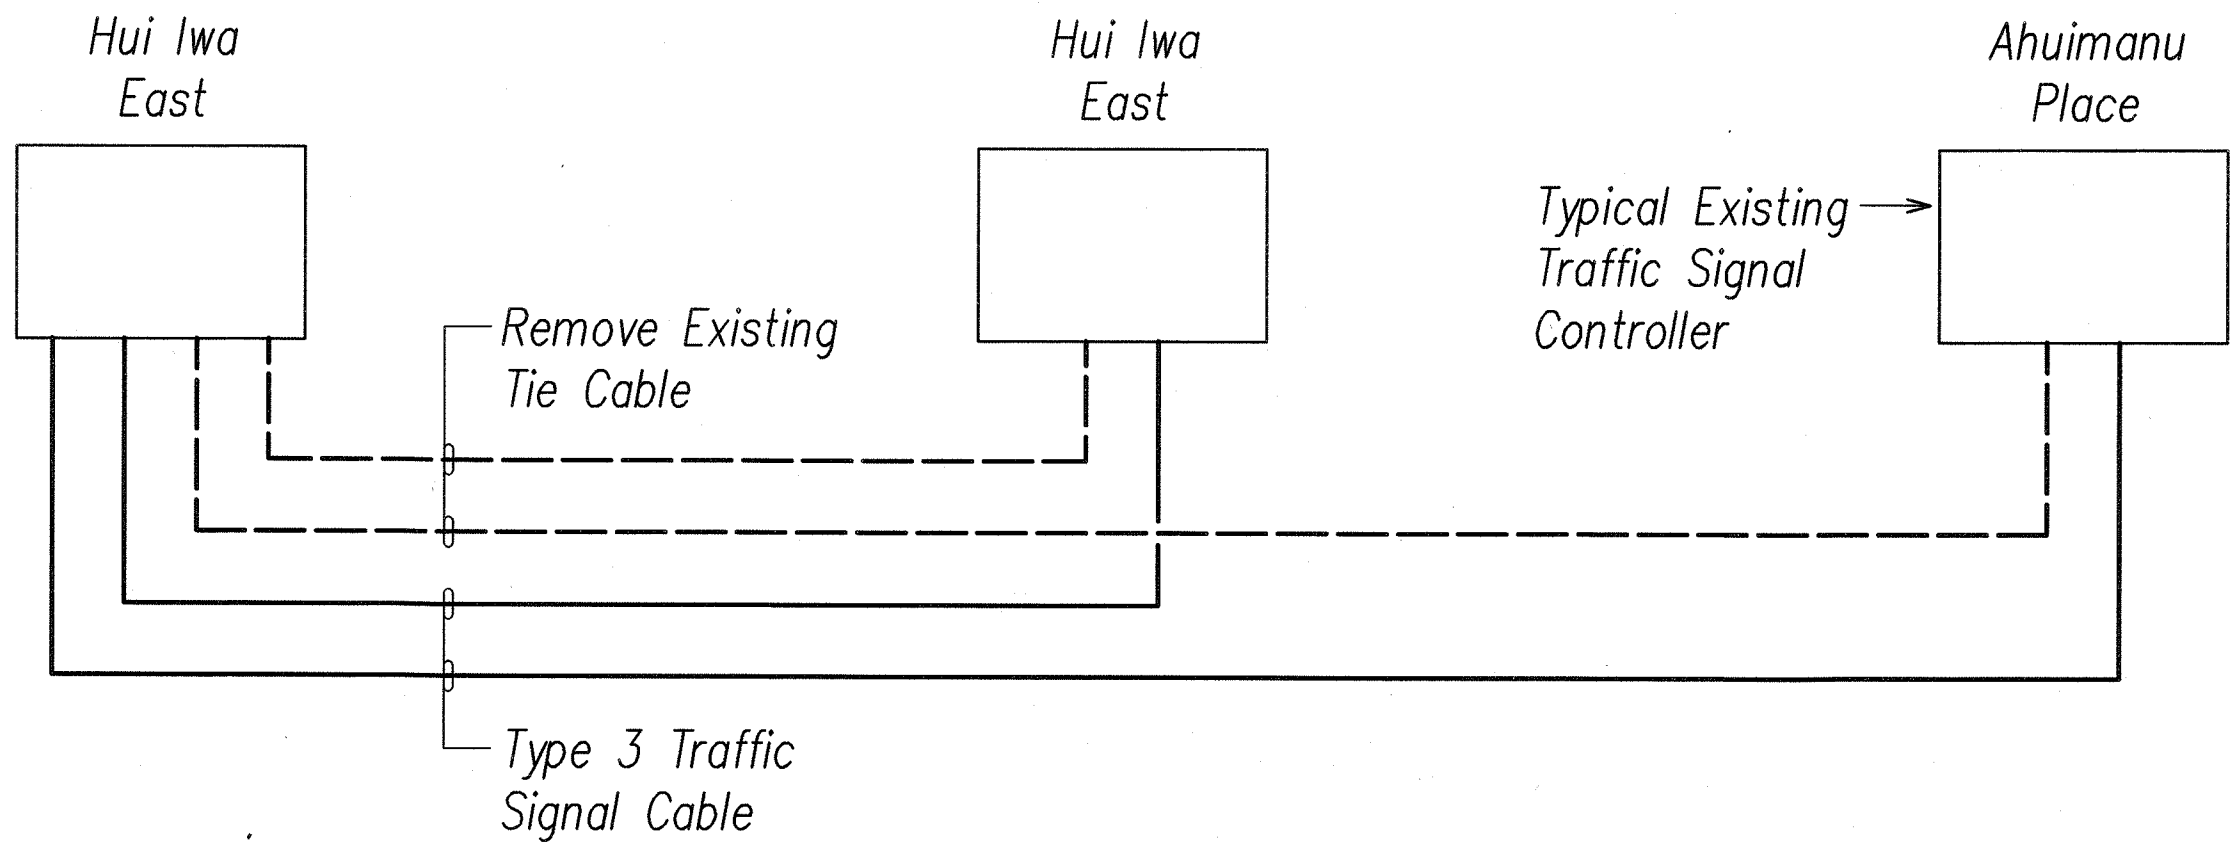 Hui Iwa
East
Hui Iwa
East
Ahuimanu
Place
Typical Existing
Traffic Signal
Controller
Remove Existing
Tie Cable
Type 3 Traffic
Signal Cable